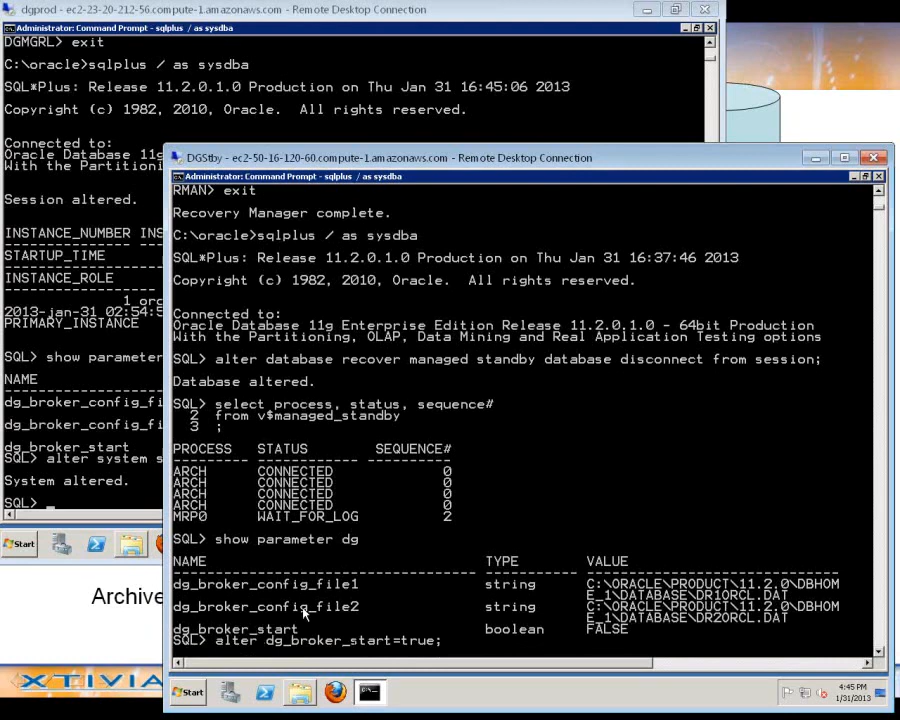 dgprod - ec2-23-20-212-56.compute-1.amazonaws.com - Remote Desktop Connection
Administrator: Command Prompt - sqlplus / as sysdba
DGMGRL> exit
C:\oracle>sqlplus / as sysdba
SQL*Plus: Release 11.2.0.1.0 Production on Thu Jan 31 16:45:06 2013
Copyright (c) 1982, 2010, Oracle.  All rights reserved.
Connected to:
Oracle Database 11g
With the Partitioni
Session altered.
INSTANCE_NUMBER INS
STARTUP_TIME
INSTANCE_ROLE
1 orc
2013-jan-31 02:54:5
PRIMARY_INSTANCE
SQL> show parameter
NAME
dg_broker_config_fi
dg_broker_config_fi
dg_broker_start
SQL> alter system s
System altered.
SQL> _
Start
Archive
XTIVIA
DGStby - ec2-50-16-120-60.compute-1.amazonaws.com - Remote Desktop Connection
Administrator: Command Prompt - sqlplus / as sysdba
RMAN> exit
Recovery Manager complete.
C:\oracle>sqlplus / as sysdba
SQL*Plus: Release 11.2.0.1.0 Production on Thu Jan 31 16:37:46 2013
Copyright (c) 1982, 2010, Oracle.  All rights reserved.
Connected to:
Oracle Database 11g Enterprise Edition Release 11.2.0.1.0 - 64bit Production
With the Partitioning, OLAP, Data Mining and Real Application Testing options
SQL> alter database recover managed standby database disconnect from session;
Database altered.
SQL> select process, status, sequence#
2  from v$managed_standby
3  ;
PROCESS   STATUS       SEQUENCE#
ARCH      CONNECTED            0
ARCH      CONNECTED            0
ARCH      CONNECTED            0
ARCH      CONNECTED            0
MRP0      WAIT_FOR_LOG         2
SQL> show parameter dg
NAME                                 TYPE        VALUE
dg_broker_config_file1               string      C:\ORACLE\PRODUCT\11.2.0\DBHOM
E_1\DATABASE\DR1ORCL.DAT
dg_broker_config_file2               string      C:\ORACLE\PRODUCT\11.2.0\DBHOM
E_1\DATABASE\DR2ORCL.DAT
dg_broker_start                      boolean     FALSE
SQL> alter dg_broker_start=true;
Start
4:45 PM
1/31/2013